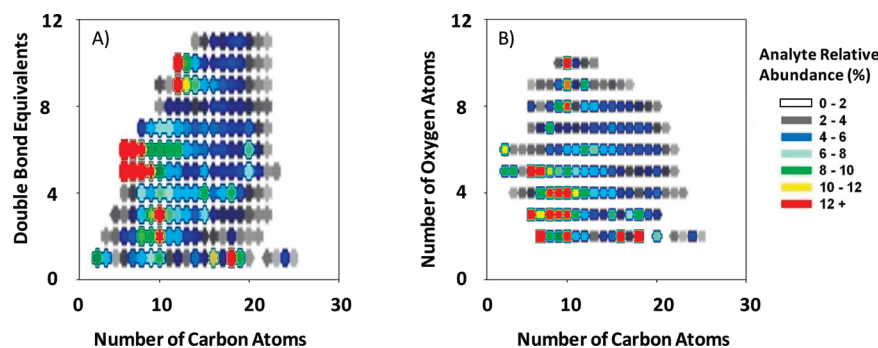 A)
12
8
4
0
Double Bond Equivalents
0
10
20
30
Number of Carbon Atoms
B)
12
8
4
0
Number of Oxygen Atoms
0
10
20
30
Number of Carbon Atoms
Analyte Relative
Abundance (%)
0 - 2
2 - 4
4 - 6
6 - 8
8 - 10
10 - 12
12 +